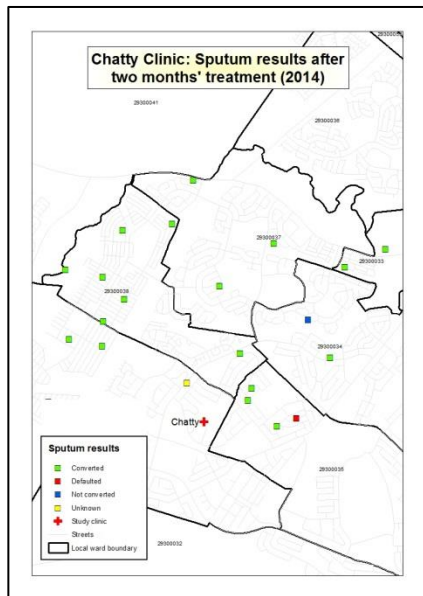 Chatty Clinic: Sputum results after
two months' treatment (2014)
29300041
29300036
29300037
29300033
29300038
29300034
Chatty
29300035
29300032
Sputum results
Converted
Defaulted
Not converted
Unknown
Study clinic
Streets
Local ward boundary